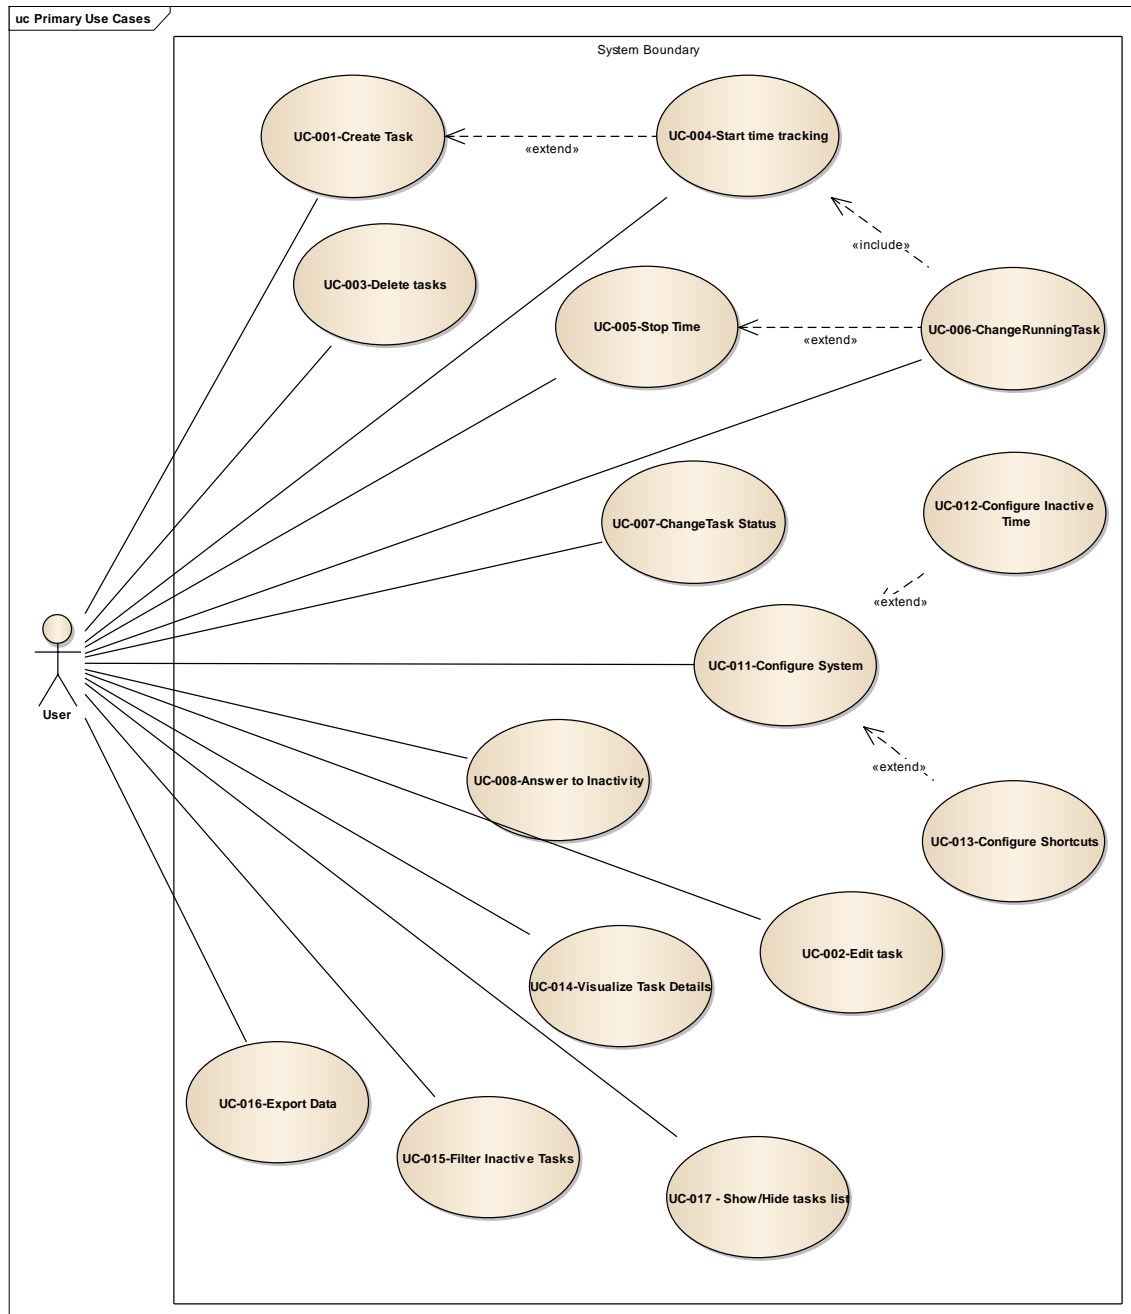 uc Primary Use Cases
System Boundary
UC-001-Create Task
UC-004-Start time tracking
«extend»
UC-003-Delete tasks
«include»
UC-005-Stop Time
UC-006-ChangeRunningTask
«extend»
UC-012-Configure Inactive
Time
UC-007-ChangeTask Status
«extend»
UC-011-Configure System
User
«extend»
UC-008-Answer to Inactivity
UC-013-Configure Shortcuts
UC-002-Edit task
UC-014-Visualize Task Details
UC-016-Export Data
UC-015-Filter Inactive Tasks
UC-017 - Show/Hide tasks list